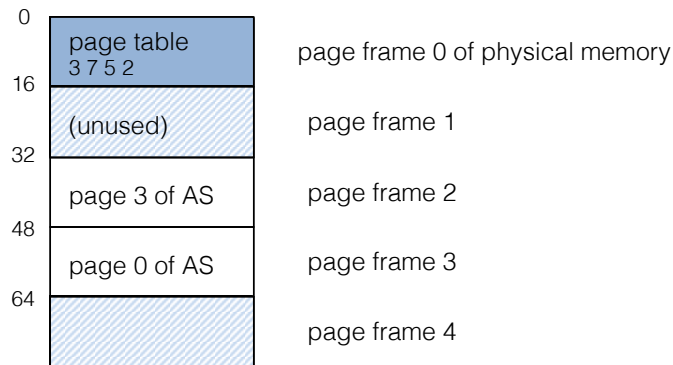 0
page table
3 7 5 2
page frame 0 of physical memory
16
(unused)
page frame 1
32
page 3 of AS
page frame 2
48
page 0 of AS
page frame 3
64
page frame 4